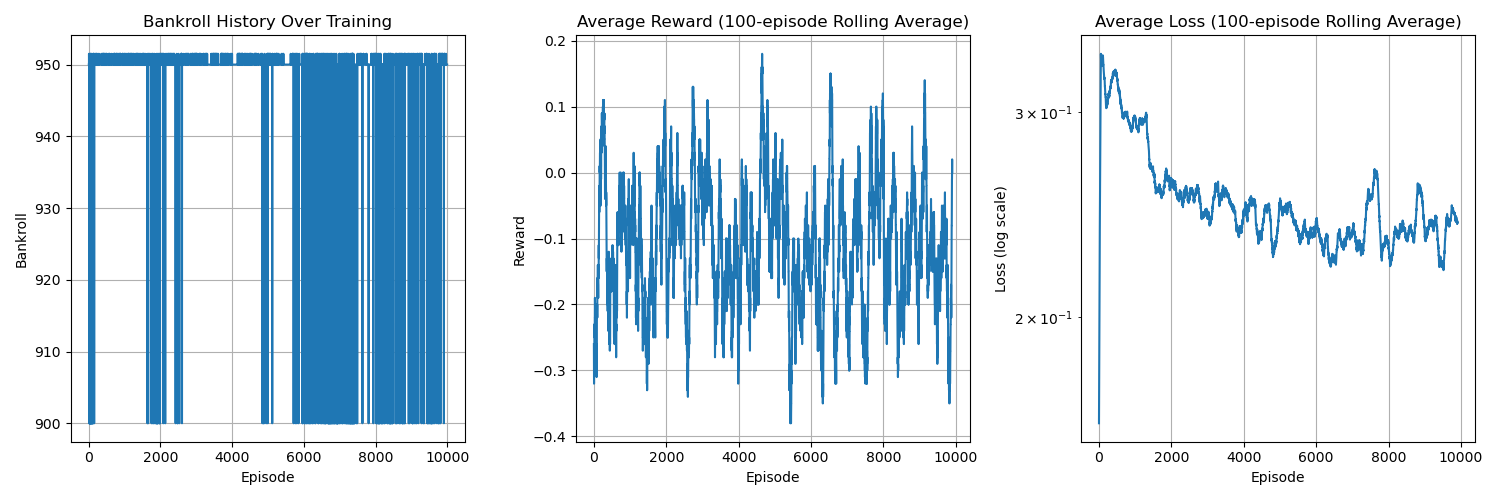 Bankroll History Over Training
Bankroll
950
940
930
920
910
900
0 2000 4000 6000 8000 10000
Episode
Average Reward (100-episode Rolling Average)
Reward
0.2
0.1
0.0
−0.1
−0.2
−0.3
−0.4
0 2000 4000 6000 8000 10000
Episode
Average Loss (100-episode Rolling Average)
Loss (log scale)
3 × 10⁻¹
2 × 10⁻¹
0 2000 4000 6000 8000 10000
Episode